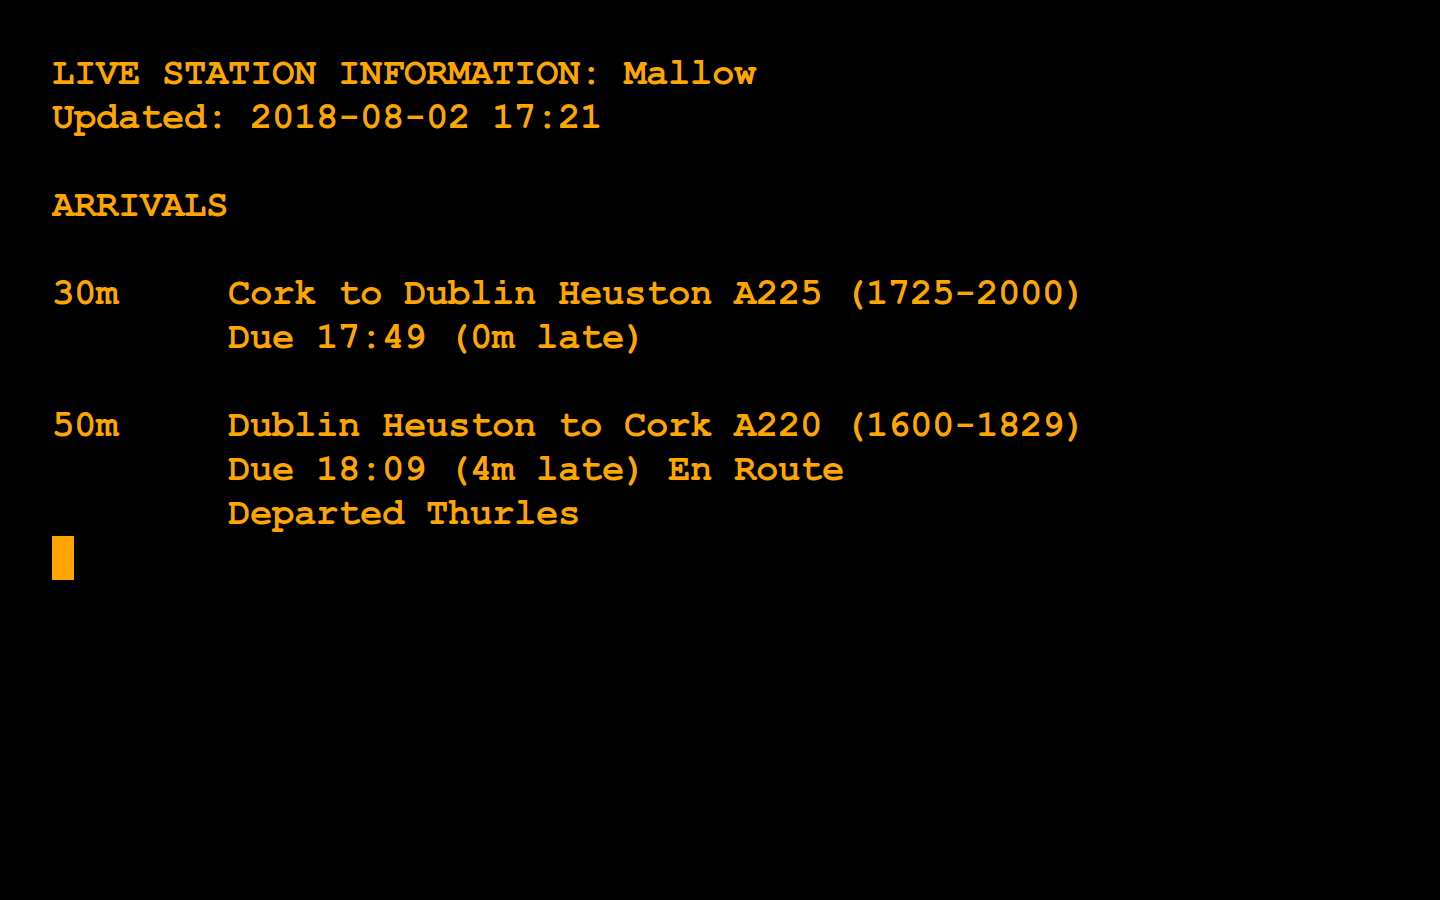 LIVE STATION INFORMATION: Mallow
Updated: 2018-08-02 17:21
ARRIVALS
30m Cork to Dublin Heuston A225 (1725-2000)
Due 17:49 (0m late)
50m Dublin Heuston to Cork A220 (1600-1829)
Due 18:09 (4m late) En Route
Departed Thurles